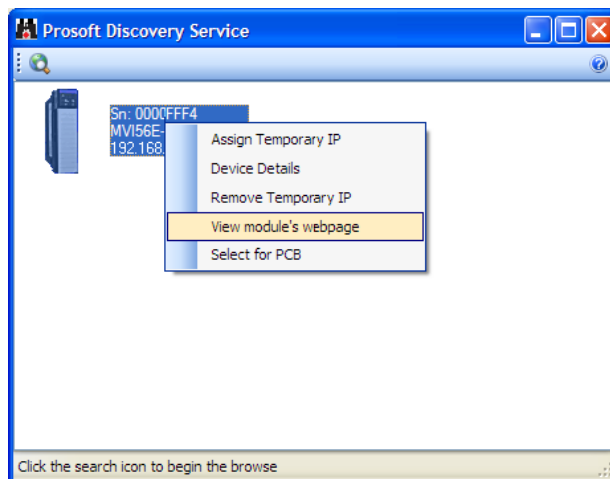 Prosoft Discovery Service
Sn: 0000FFF4
MVI56E-
192.168.
Assign Temporary IP
Device Details
Remove Temporary IP
View module's webpage
Select for PCB
Click the search icon to begin the browse